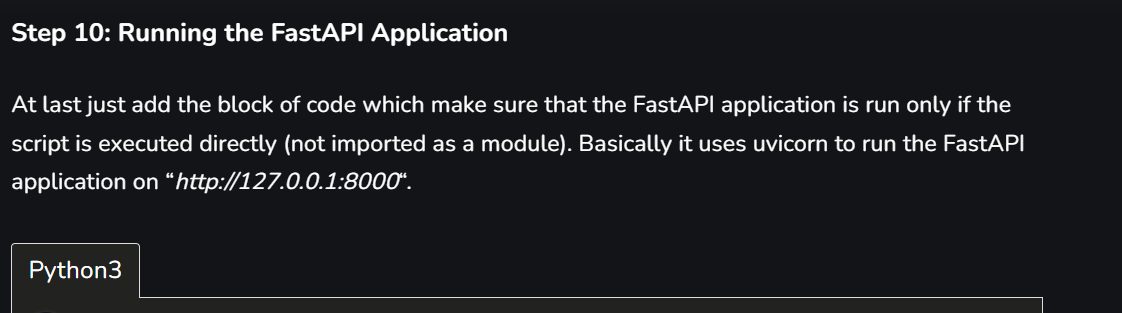 Step 10: Running the FastAPI Application
At last just add the block of code which make sure that the FastAPI application is run only if the
script is executed directly (not imported as a module). Basically it uses uvicorn to run the FastAPI
application on “http://127.0.0.1:8000“.
Python3